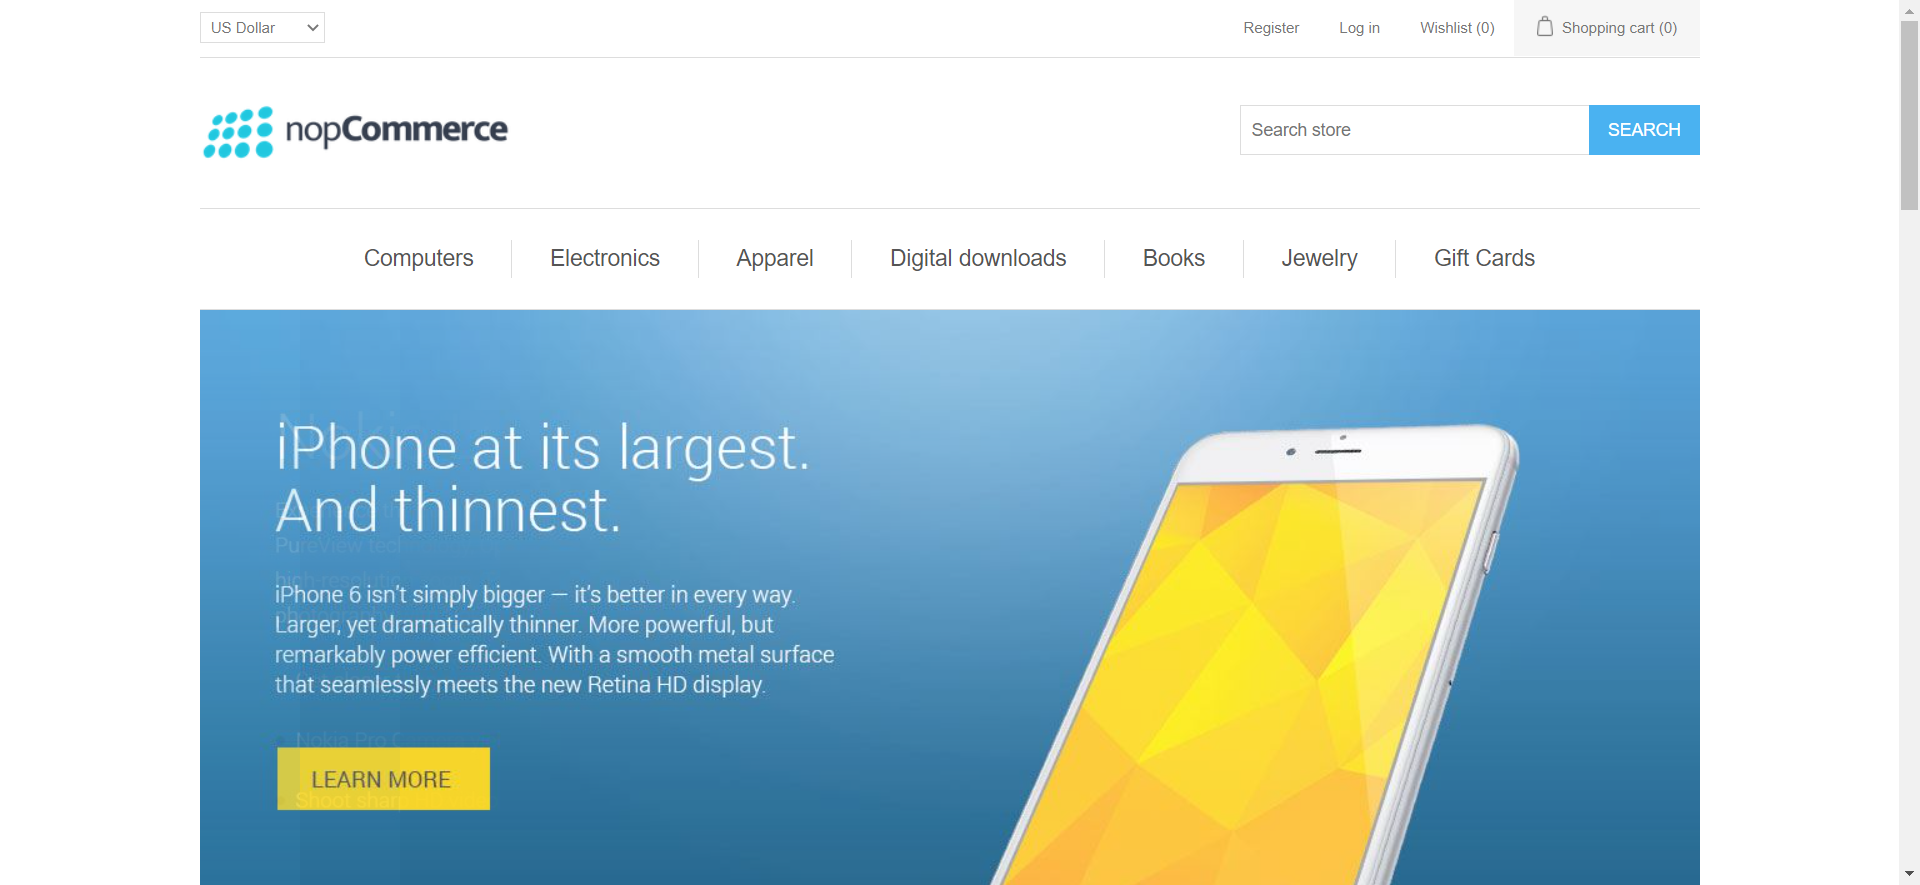 US Dollar
Register
Log in
Wishlist (0)
Shopping cart (0)
nopCommerce
Search store
SEARCH
Computers
Electronics
Apparel
Digital downloads
Books
Jewelry
Gift Cards
iPhone at its largest.
And thinnest.
iPhone 6 isn't simply bigger — it's better in every way.
Larger, yet dramatically thinner. More powerful, but
remarkably power efficient. With a smooth metal surface
that seamlessly meets the new Retina HD display.
LEARN MORE